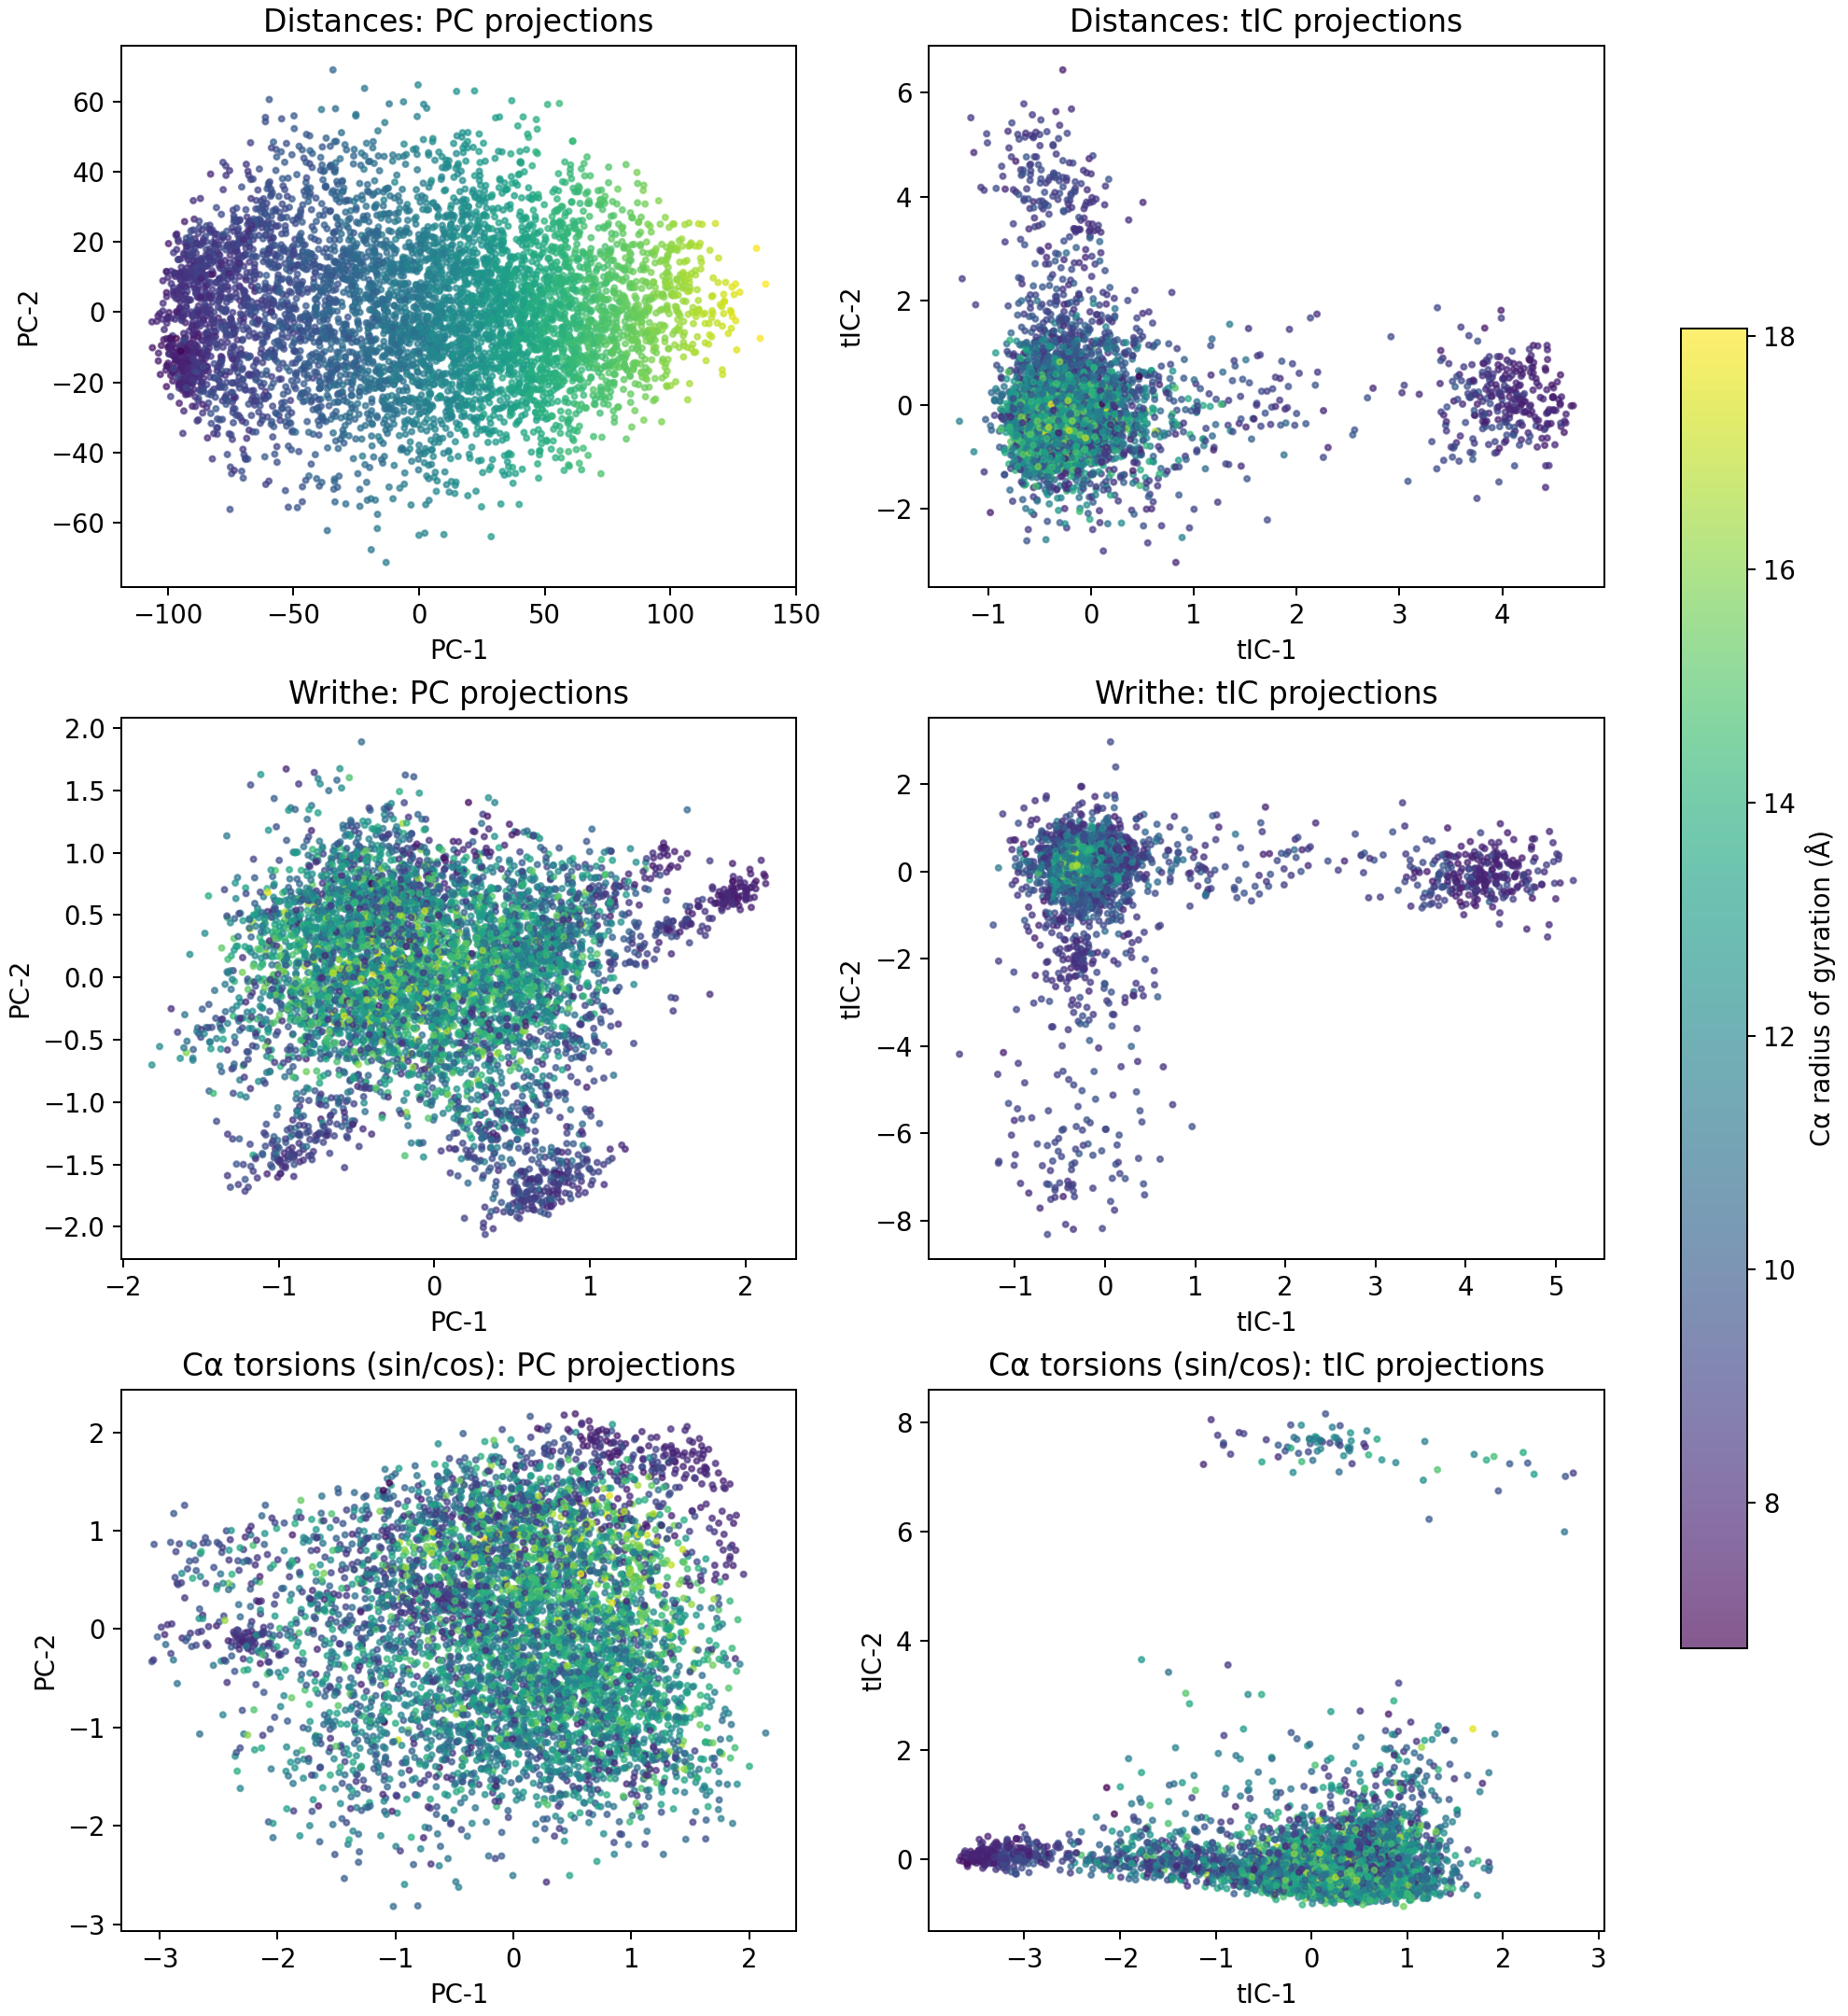 Distances: PC projections
60
40
20
0
−20
−40
−60
PC-2
−100 −50 0 50 100 150
PC-1
Distances: tIC projections
6
4
2
0
−2
tIC-2
−1 0 1 2 3 4
tIC-1
Writhe: PC projections
2.0
1.5
1.0
0.5
0.0
−0.5
−1.0
−1.5
−2.0
PC-2
−2 −1 0 1 2
PC-1
Writhe: tIC projections
2
0
−2
−4
−6
−8
tIC-2
−1 0 1 2 3 4 5
tIC-1
Cα torsions (sin/cos): PC projections
2
1
0
−1
−2
−3
PC-2
−3 −2 −1 0 1 2
PC-1
Cα torsions (sin/cos): tIC projections
8
6
4
2
0
tIC-2
−3 −2 −1 0 1 2 3
tIC-1
18
16
14
12
10
8
Cα radius of gyration (Å)